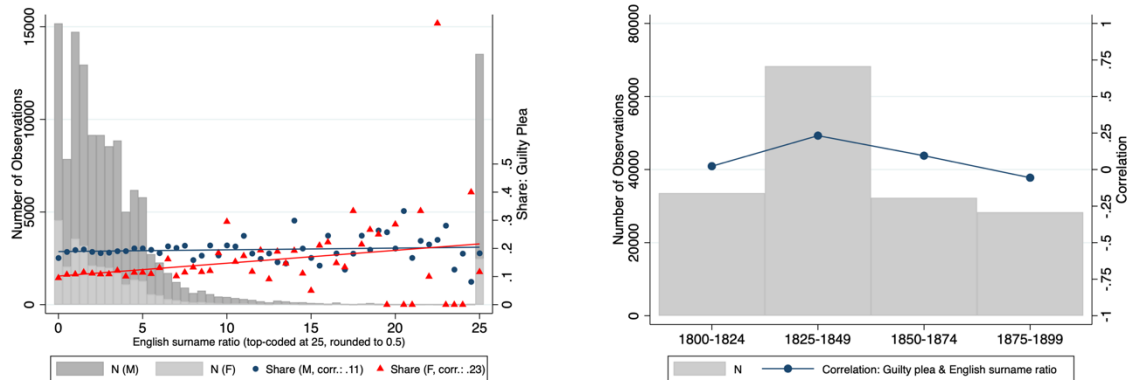 15000
10000
5000
0
Number of Observations
.5
.4
.3
.2
.1
0
Share: Guilty Plea
0 5 10 15 20 25
English surname ratio (top-coded at 25, rounded to 0.5)
N (M) N (F) Share (M, corr.: .11) Share (F, corr.: .23)
80000
60000
40000
20000
0
Number of Observations
1
.75
.5
.25
0
-.25
-.5
-.75
-1
Correlation
1800-1824 1825-1849 1850-1874 1875-1899
N Correlation: Guilty plea & English surname ratio